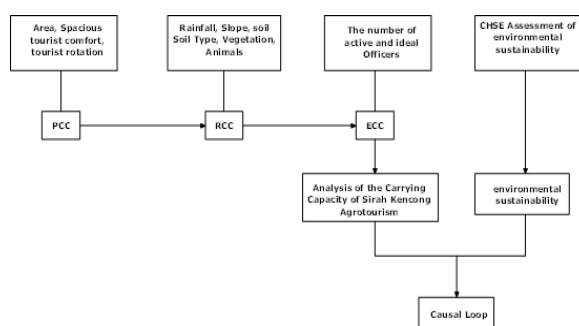 Area, Spacious
tourist comfort,
tourist rotation
Rainfall, Slope, soil
Soil Type, Vegetation,
Animals
The number of
active and ideal
Officers
CHSE Assessment of
environmental
sustainability
PCC
RCC
ECC
Analysis of the Carrying
Capacity of Sirah Kencong
Agrotourism
environmental
sustainability
Causal Loop